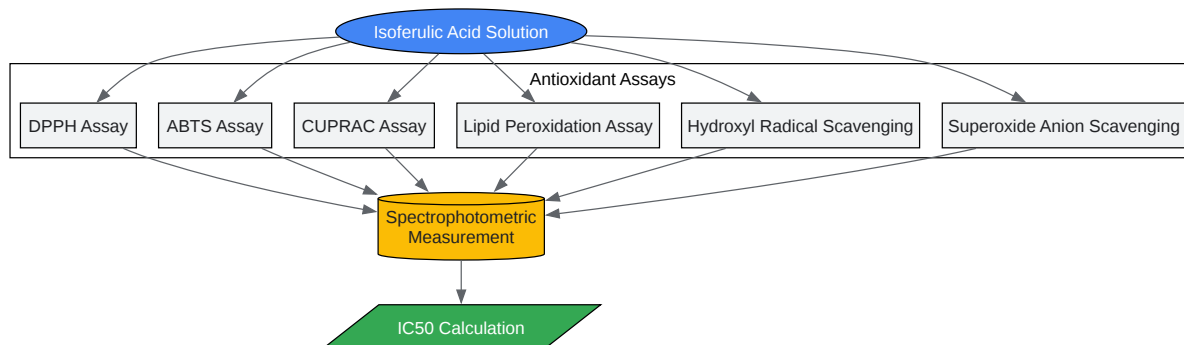 Isoferulic Acid Solution
Antioxidant Assays
DPPH Assay
ABTS Assay
CUPRAC Assay
Lipid Peroxidation Assay
Hydroxyl Radical Scavenging
Superoxide Anion Scavenging
Spectrophotometric
Measurement
IC50 Calculation